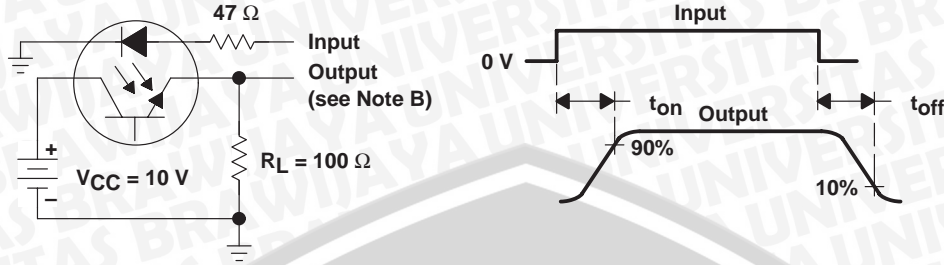 47 Ω
Input
Output
(see Note B)
+
VCC = 10 V
–
RL = 100 Ω
Input
0 V
ton
toff
Output
90%
10%